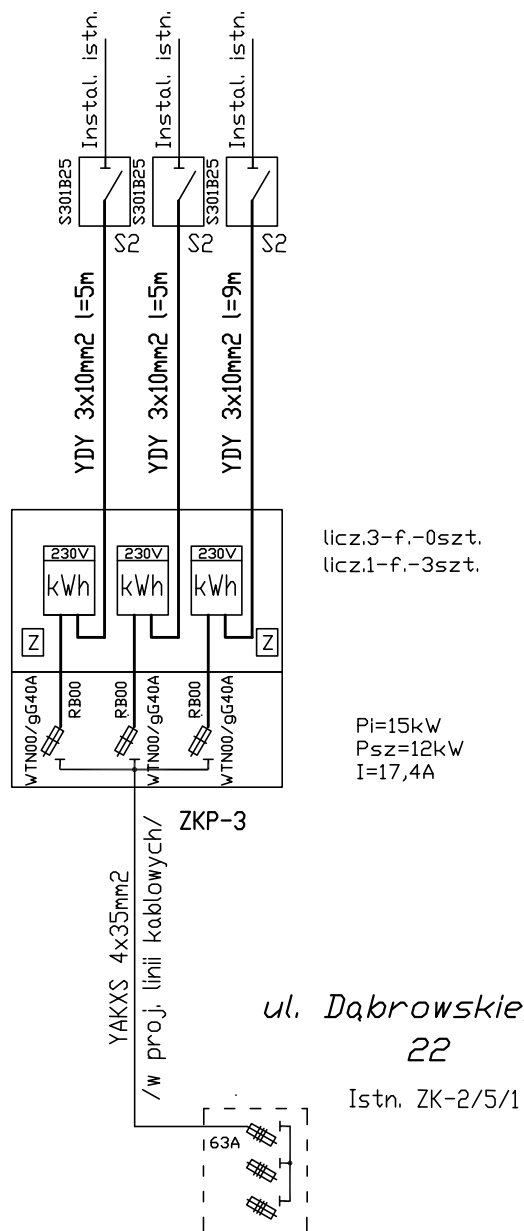 Instal. istn.
Instal. istn.
Instal. istn.
S301B25
S301B25
S301B25
S2
S2
S2
YDY 3x10mm2 l=5m
YDY 3x10mm2 l=5m
YDY 3x10mm2 l=9m
licz.3-f.-0szt.
licz.1-f.-3szt.
230V
230V
230V
kWh
kWh
kWh
Z
Z
WTN00/gG40A
RB00
RB00
WTN00/gG40A
RB00
WTN00/gG40A
Pi=15kW
Psz=12kW
I=17,4A
ZKP-3
YAKXS 4x35mm2
/w proj. linii kablowych/
ul. Dąbrowskie
22
Istn. ZK-2/5/1
63A